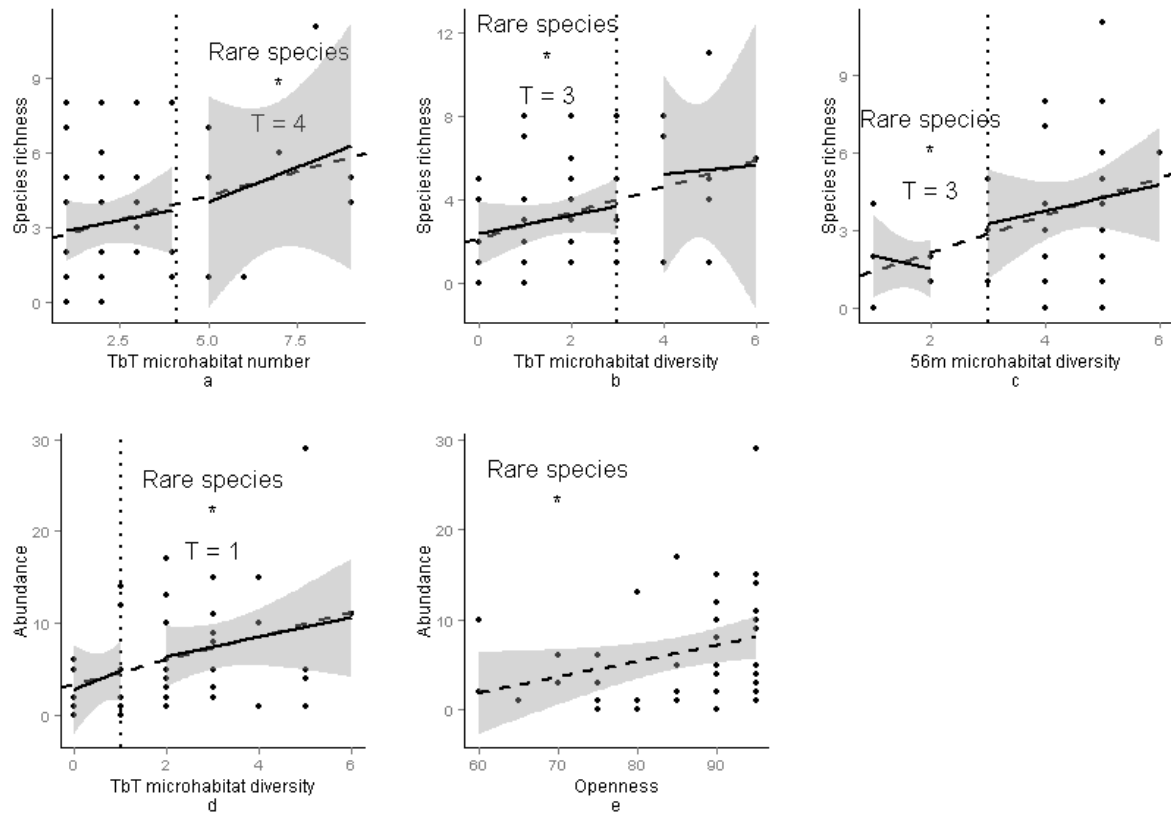 Rare species
*
T = 4
Species richness
9
6
3
0
2.5 5.0 7.5
TbT microhabitat number
a
Rare species
*
T = 3
Species richness
12
8
4
0
0 2 4 6
TbT microhabitat diversity
b
Rare species
*
T = 3
Species richness
9
6
3
0
2 4 6
56m microhabitat diversity
c
Rare species
*
T = 1
Abundance
30
20
10
0
0 2 4 6
TbT microhabitat diversity
d
Rare species
*
Abundance
30
20
10
0
60 70 80 90
Openness
e